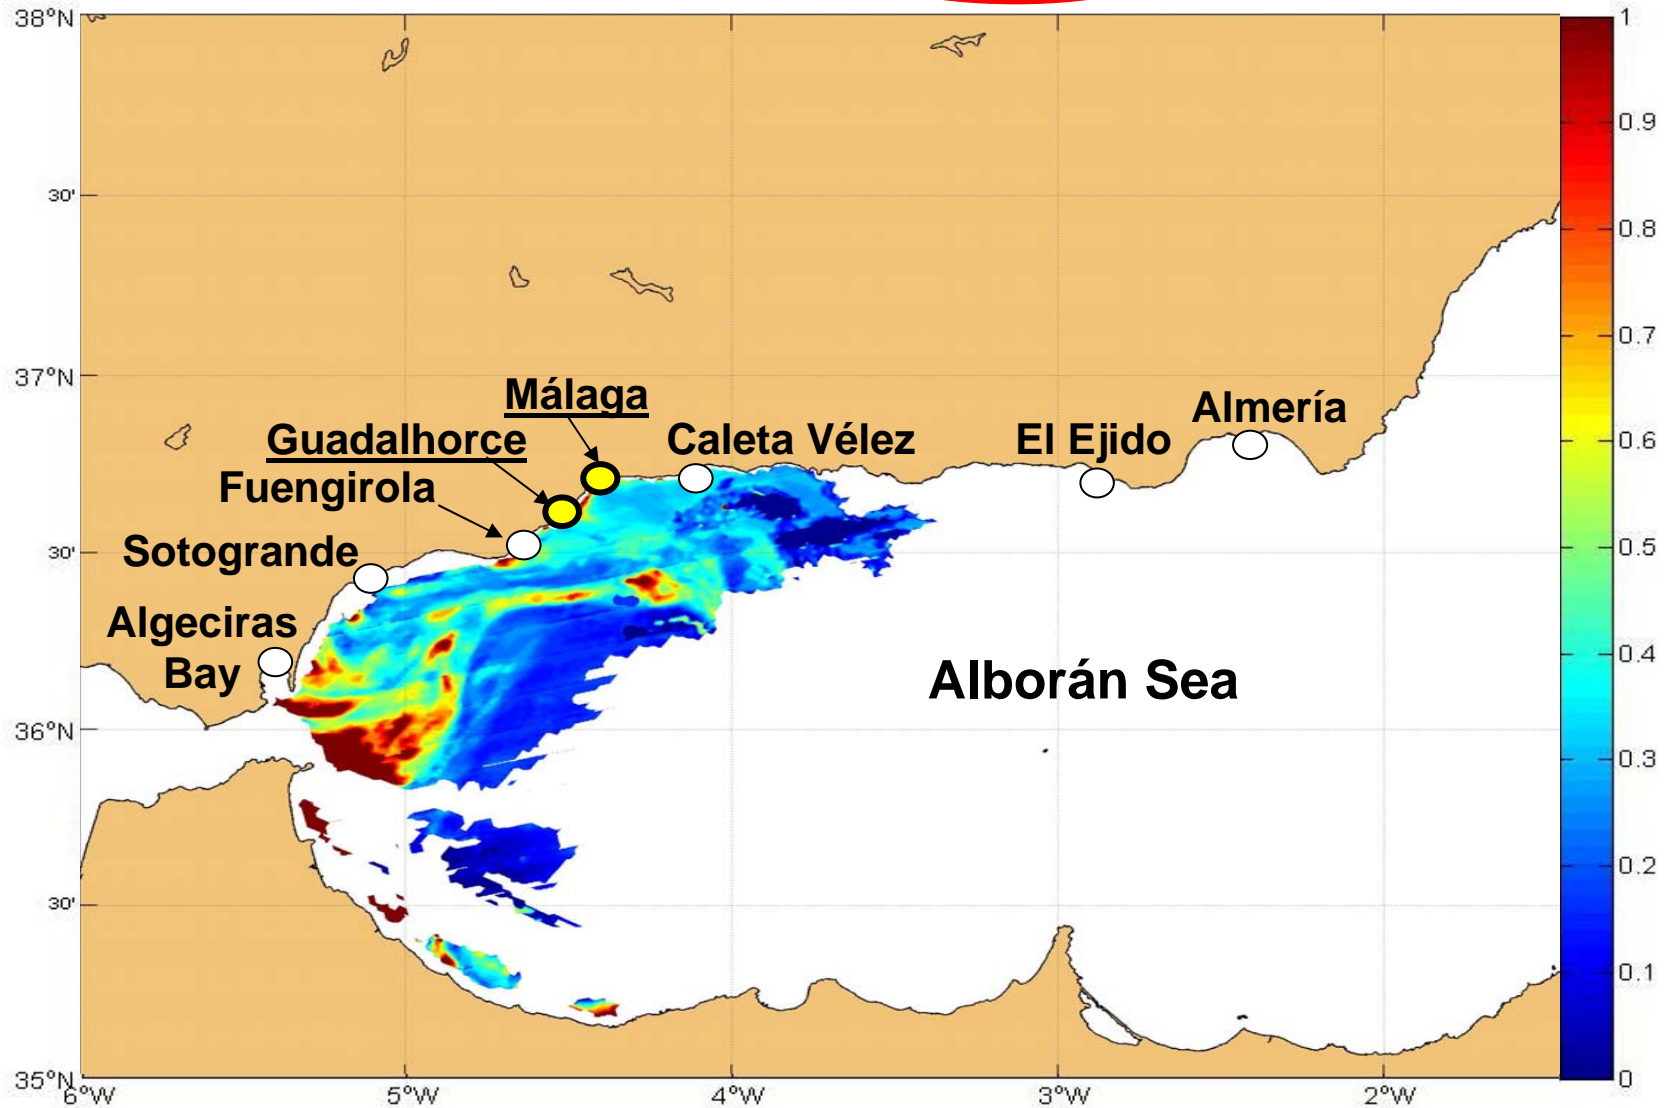 38°N
1
0.9
30'
0.8
0.7
37°N
Málaga
Almería
Guadalhorce
Caleta Vélez
El Ejido
0.6
Fuengirola
30'
Sotogrande
0.5
Algeciras
Bay
0.4
Alborán Sea
36°N
0.3
0.2
30'
0.1
35°N
0
6°W
5°W
4°W
3°W
2°W